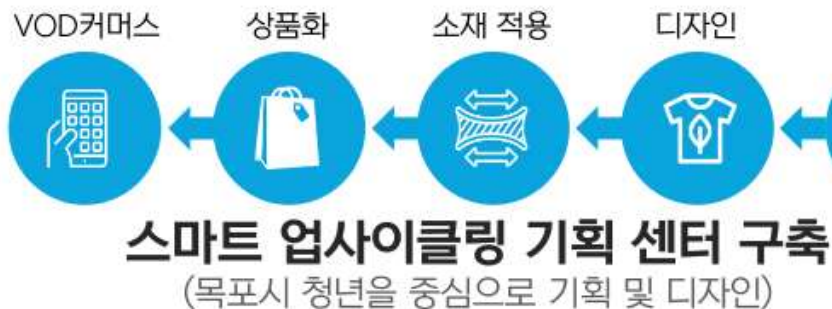 VOD커머스 상품화 소재 적용 디자인
스마트 업사이클링 기획 센터 구축
(목포시 청년을 중심으로 기획 및 디자인)